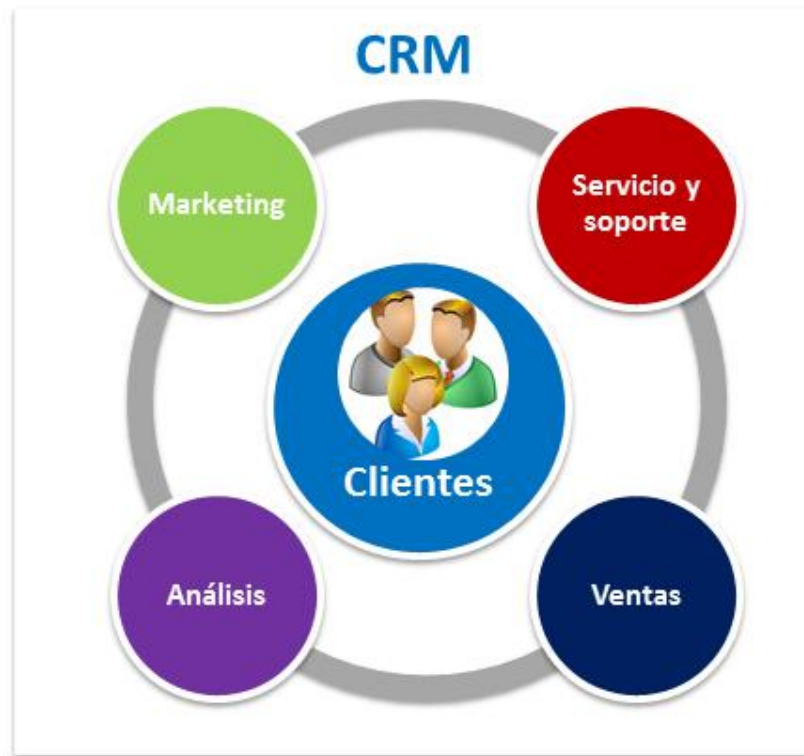 CRM
Marketing
Servicio y
soporte
Clientes
Análisis
Ventas